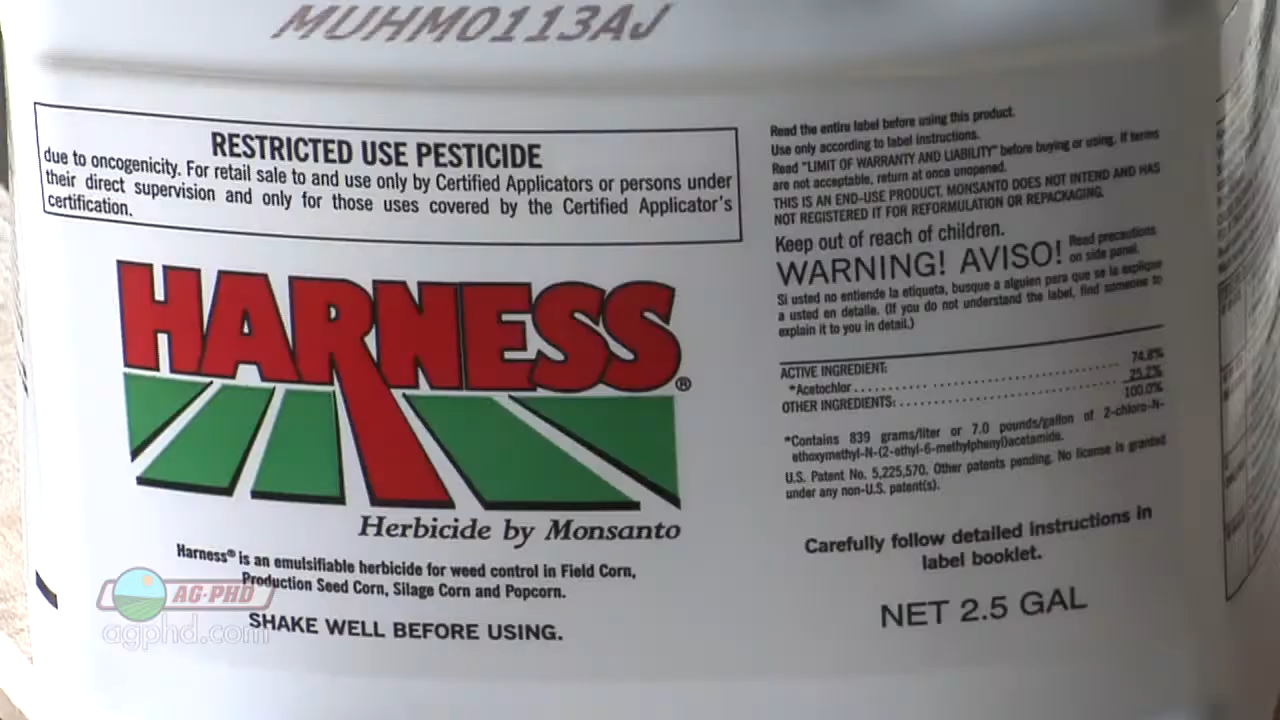 MUHM0113AJ
RESTRICTED USE PESTICIDE
due to oncogenicity. For retail sale to and use only by Certified Applicators or persons under
their direct supervision and only for those uses covered by the Certified Applicator's
certification.
HARNESS®
Herbicide by Monsanto
Harness® is an emulsifiable herbicide for weed control in Field Corn,
Production Seed Corn, Silage Corn and Popcorn.
SHAKE WELL BEFORE USING.
AG-PHD
agphd.com
Read the entire label before using this product.
Use only according to label instructions.
Read "LIMIT OF WARRANTY AND LIABILITY" before buying or using. If terms
are not acceptable, return at once unopened.
THIS IS AN END-USE PRODUCT. MONSANTO DOES NOT INTEND AND HAS
NOT REGISTERED IT FOR REFORMULATION OR REPACKAGING.
Keep out of reach of children.
WARNING! AVISO! Read precautions
on side panel.
Si usted no entiende la etiqueta, busque a alguien para que se la explique
a usted en detalle. (If you do not understand the label, find someone to
explain it to you in detail.)
ACTIVE INGREDIENT:
*Acetochlor . . . . . . . . . . . . . . . . . . . . . . . . . . . . . . 74.8%
OTHER INGREDIENTS: . . . . . . . . . . . . . . . . . . . . . . . . 25.2%
100.0%
*Contains 839 grams/liter or 7.0 pounds/gallon of 2-chloro-N-
ethoxymethyl-N-(2-ethyl-6-methylphenyl)acetamide.
U.S. Patent No. 5,225,570. Other patents pending. No license is granted
under any non-U.S. patent(s).
Carefully follow detailed instructions in
label booklet.
NET 2.5 GAL